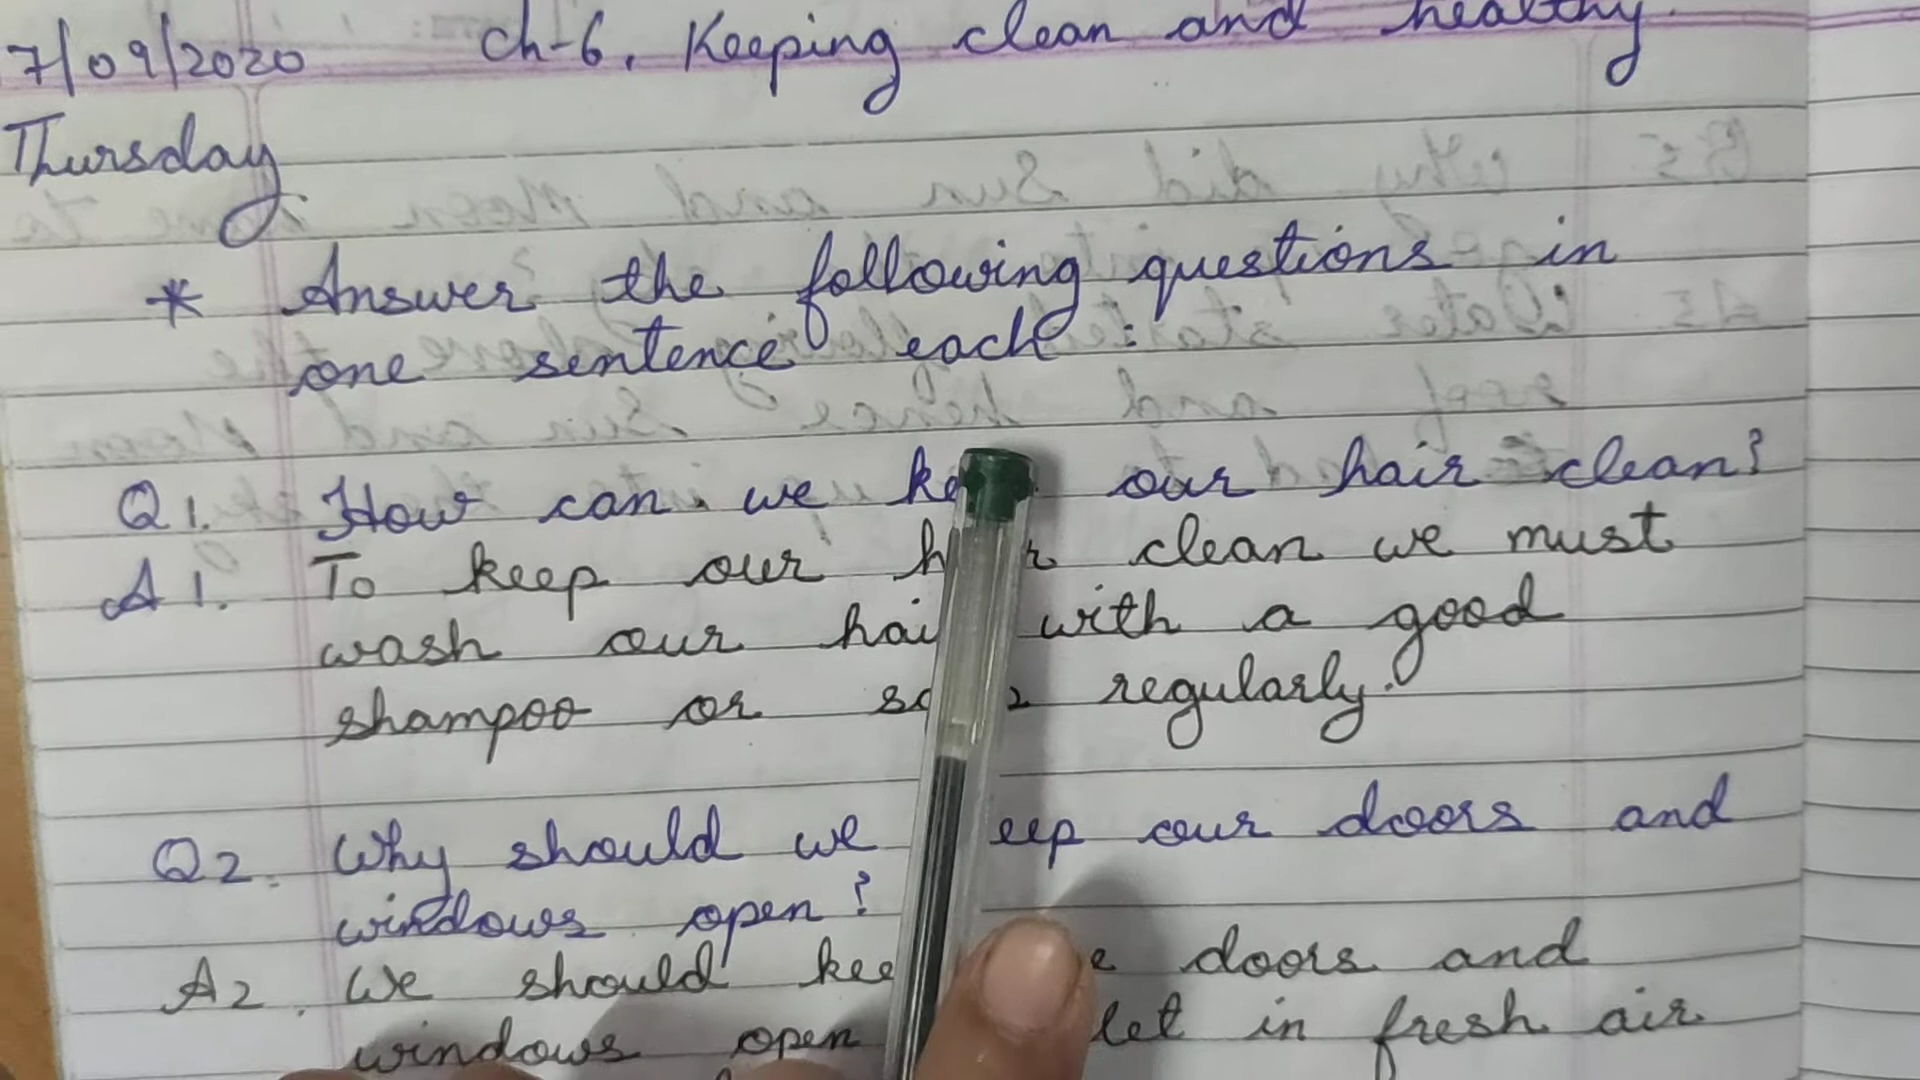 7/09/2020 Ch-6. Keeping clean and healthy.
Thursday
* Answer the following questions in
one sentence each :
Q1. How can we our hair clean?
A1. To keep our clean we must
wash our with a good
shampoo or regularly.
Q2. Why should we our doors and
windows open?
A2. We should doors and
windows open let in fresh air